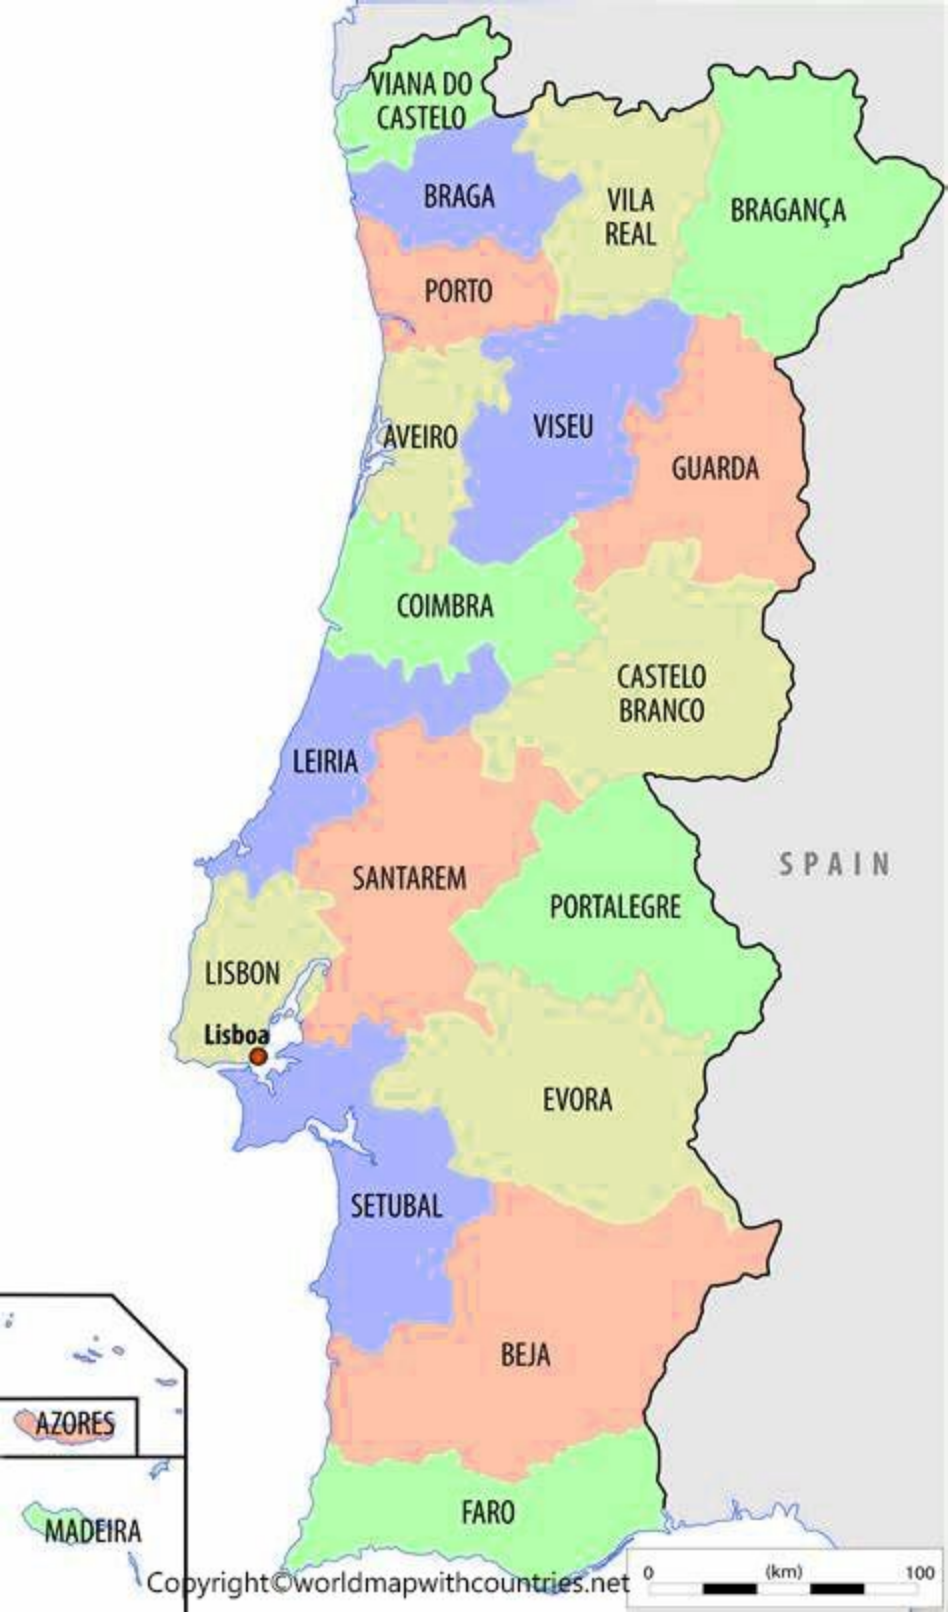 VIANA DO
CASTELO
BRAGA
VILA
REAL
BRAGANÇA
PORTO
AVEIRO
VISEU
GUARDA
COIMBRA
CASTELO
BRANCO
LEIRIA
SPAIN
SANTAREM
PORTALEGRE
LISBON
Lisboa
EVORA
SETUBAL
BEJA
AZORES
FARO
MADEIRA
Copyright©worldmapwithcountries.net
0 (km) 100